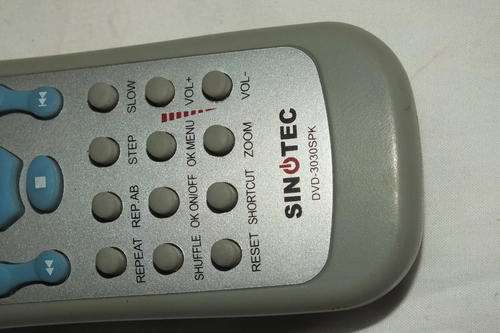 REPEAT REP.AB STEP SLOW
SHUFFLE OK ON/OFF OK MENU VOL+
RESET SHORTCUT ZOOM VOL-
SINOTEC
DVD-3030SPK